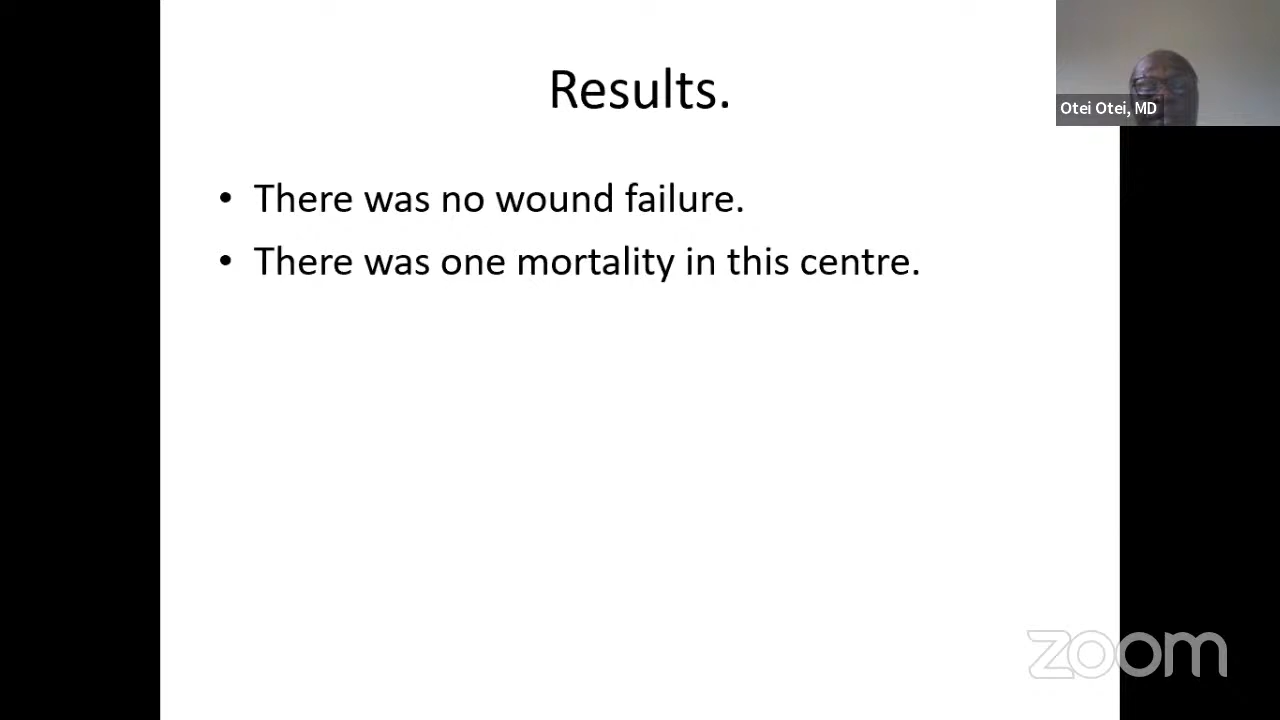 Results.
Otei Otei, MD
• There was no wound failure.
• There was one mortality in this centre.
zoom